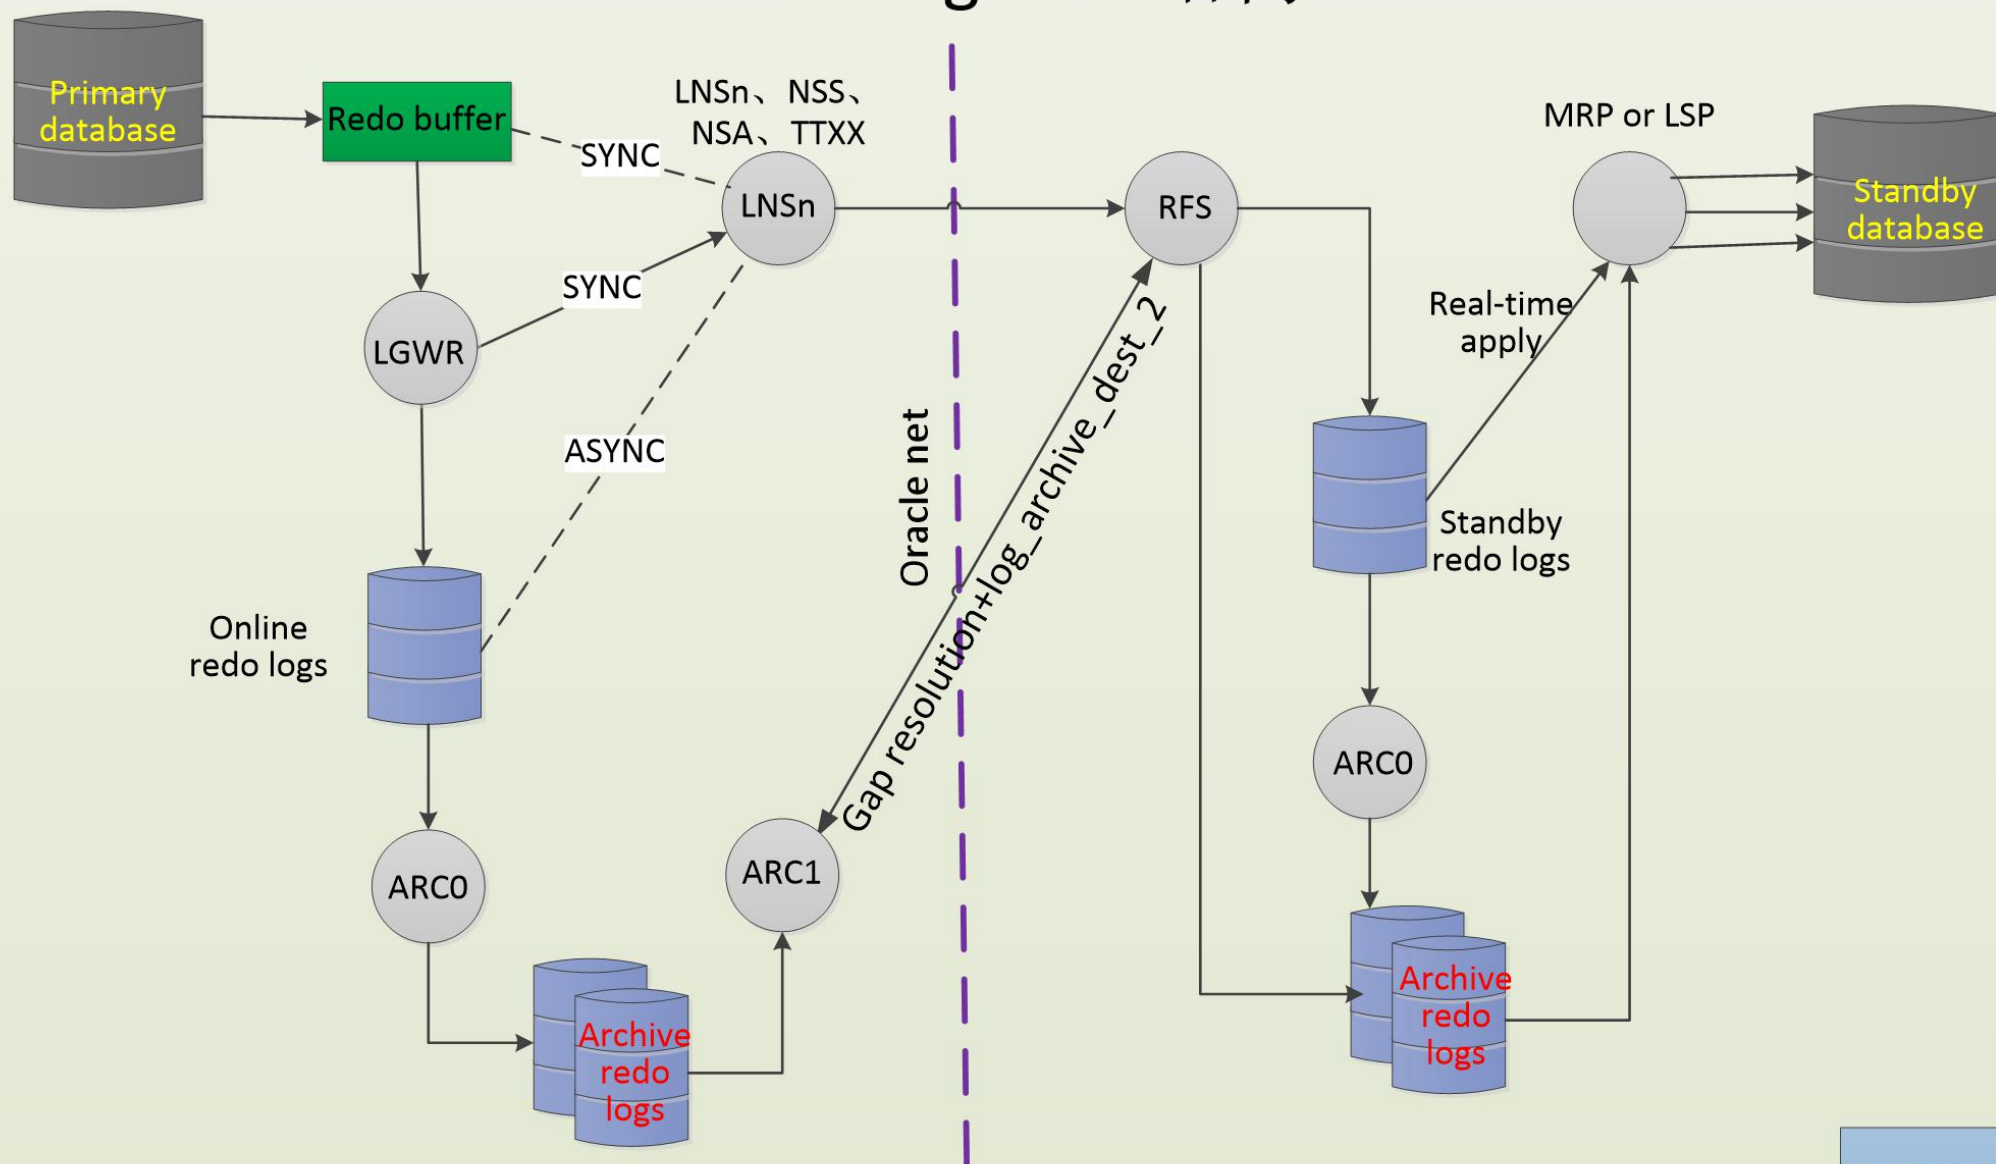 Primary
database
Redo buffer
SYNC
LNSn、NSS、
NSA、TTXX
LNSn
RFS
MRP or LSP
Standby
database
LGWR
SYNC
ASYNC
Oracle net
Gap resolution+log_archive_dest_2
Real-time
apply
Standby
redo logs
Online
redo logs
ARC0
ARC0
ARC1
Archive
redo
logs
Archive
redo
logs